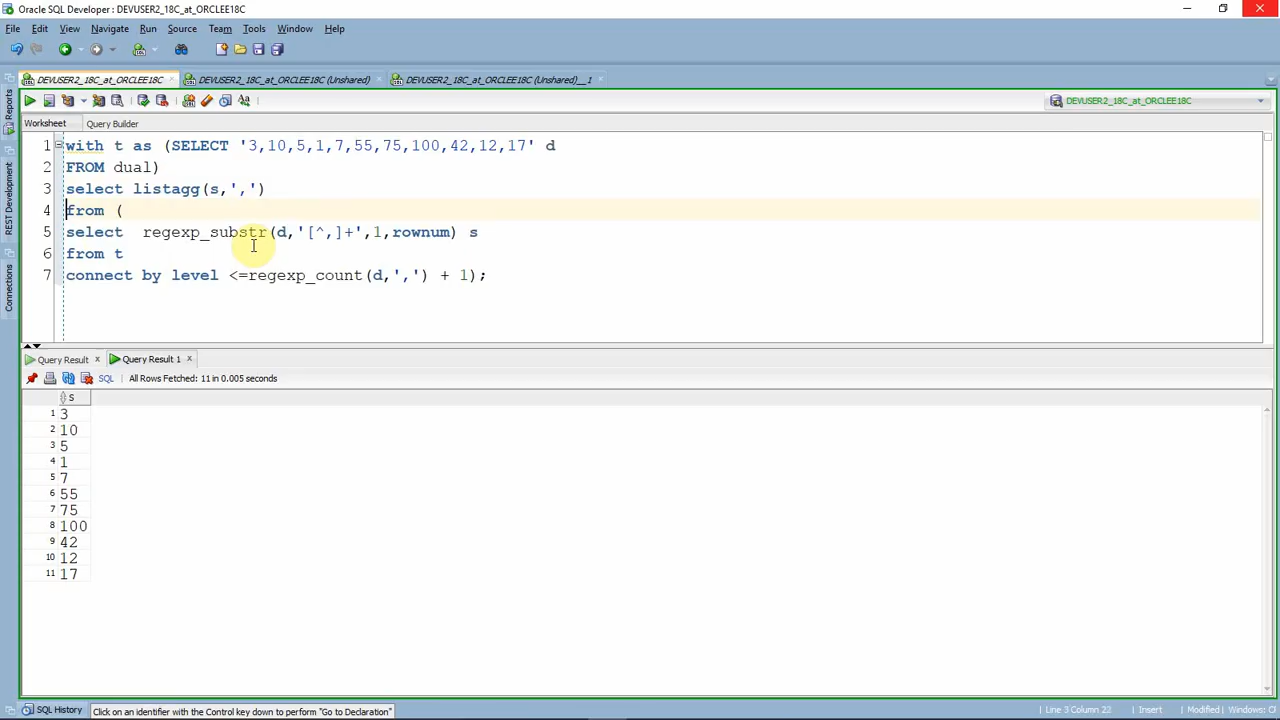 Oracle SQL Developer : DEVUSER2_18C_at_ORCLEE18C
File Edit View Navigate Run Source Team Tools Window Help
DEVUSER2_18C_at_ORCLEE18C DEVUSER2_18C_at_ORCLEE18C (Unshared) DEVUSER2_18C_at_ORCLEE18C (Unshared)__1
DEVUSER2_18C_at_ORCLEE18C
Reports
REST Development
Connections
Worksheet Query Builder
1 with t as (SELECT '3,10,5,1,7,55,75,100,42,12,17' d
2 FROM dual)
3 select listagg(s,',')
4 from (
5 select  regexp_substr(d,'[^,]+',1,rownum) s
6 from t
7 connect by level <=regexp_count(d,',') + 1);
Query Result Query Result 1
SQL All Rows Fetched: 11 in 0.005 seconds
S
1 3
2 10
3 5
4 1
5 7
6 55
7 75
8 100
9 42
10 12
11 17
SQL History Click on an identifier with the Control key down to perform "Go to Declaration" Line 3 Column 22 Insert Modified Windows: Cl